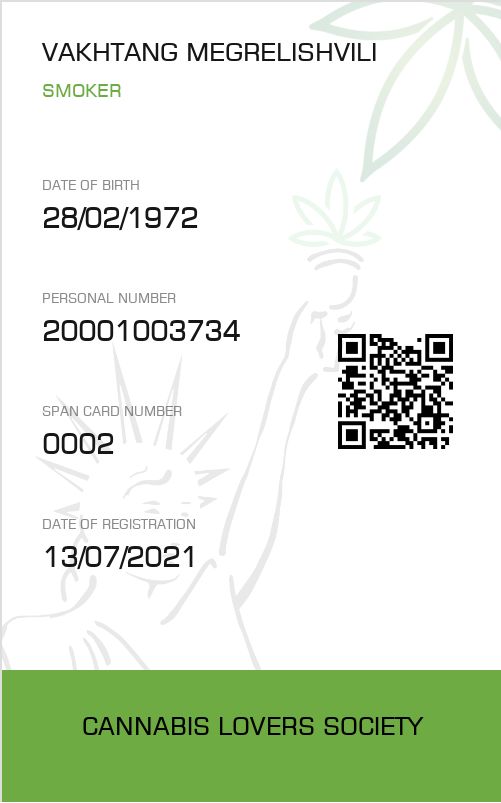 VAKHTANG MEGRELISHVILI
SMOKER
DATE OF BIRTH
28/02/1972
PERSONAL NUMBER
20001003734
SPAN CARD NUMBER
0002
DATE OF REGISTRATION
13/07/2021
CANNABIS LOVERS SOCIETY